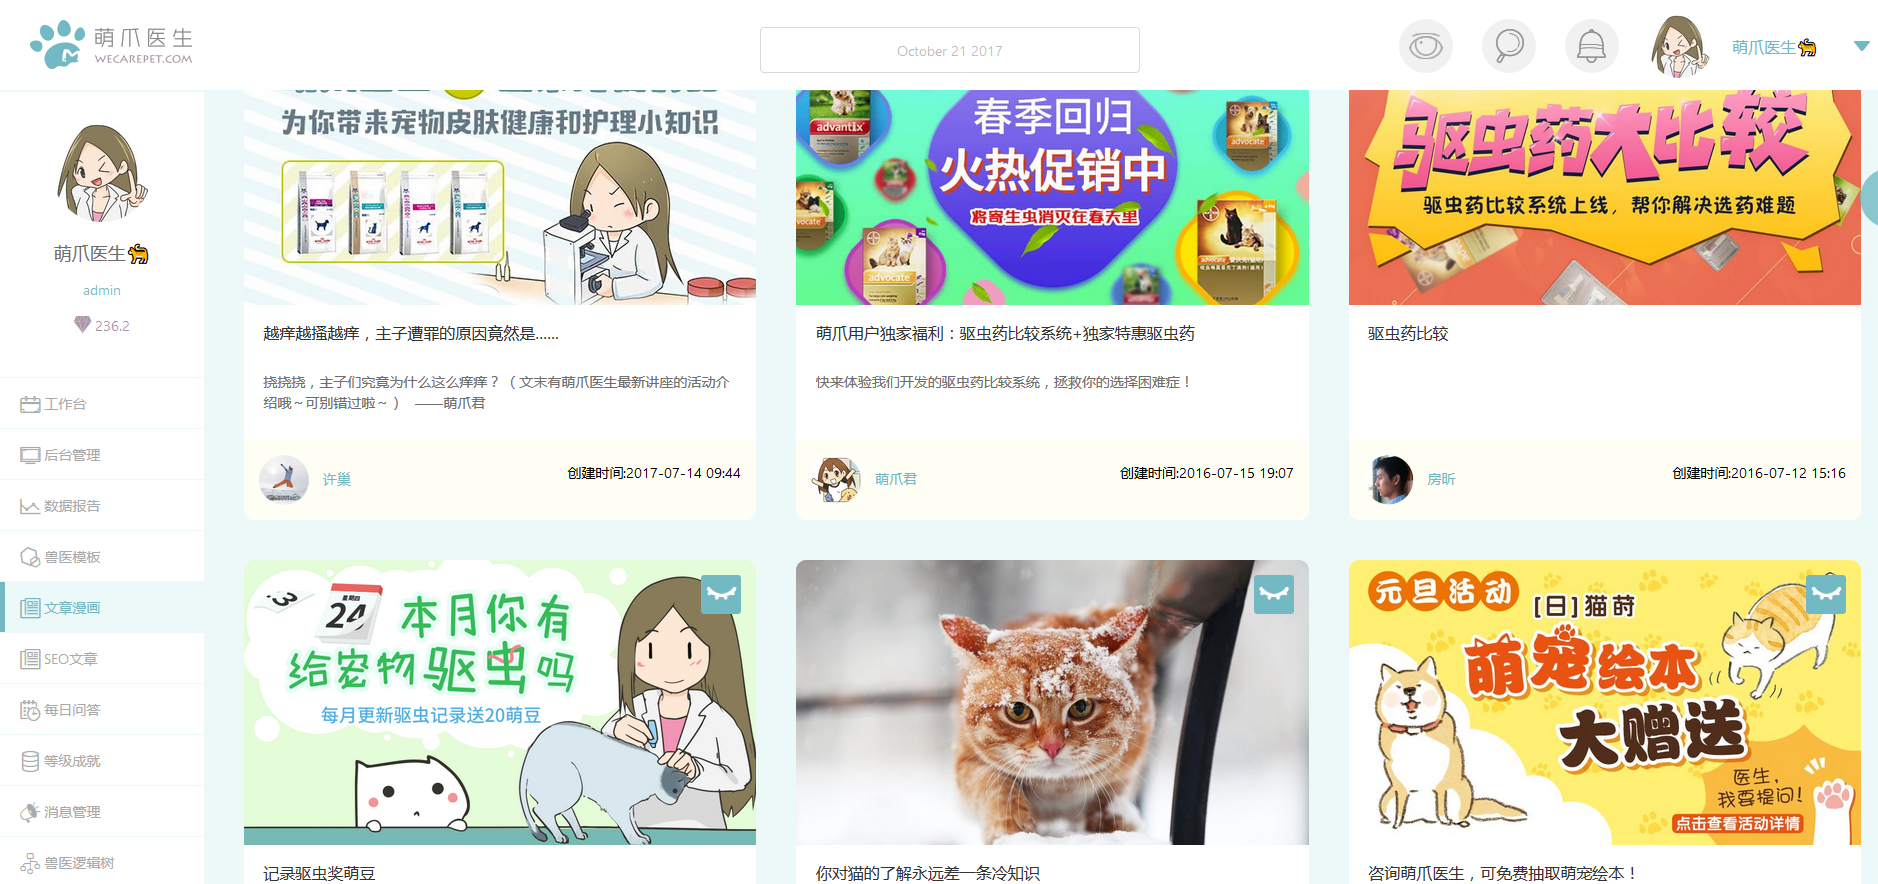 萌爪医生
WECAREPET.COM
October 21 2017
萌爪医生
萌爪医生
admin
236.2
工作台
后台管理
数据报告
兽医模板
文章漫画
SEO文章
每日问答
等级成就
消息管理
兽医逻辑树
为你带来宠物皮肤健康和护理小知识
越痒越搔越痒，主子遭罪的原因竟然是......
挠挠挠，主子们究竟为什么这么痒痒？（文末有萌爪医生最新讲座的活动介
绍哦～可别错过啦～） ——萌爪君
许巢
创建时间:2017-07-14 09:44
advantix
春季回归
火热促销中
将寄生虫消灭在春天里
advocate
advocate
advocate
advocate
萌爪用户独家福利：驱虫药比较系统+独家特惠驱虫药
快来体验我们开发的驱虫药比较系统，拯救你的选择困难症！
萌爪君
创建时间:2016-07-15 19:07
驱虫药大比较
驱虫药比较系统上线，帮你解决选药难题
驱虫药比较
房昕
创建时间:2016-07-12 15:16
23
星期四
24
本月你有
给宠物驱虫吗
每月更新驱虫记录送20萌豆
记录驱虫奖萌豆
你对猫的了解永远差一条冷知识
元旦活动
[日]猫莳
萌宠绘本
大赠送
医生,
我要提问!
点击查看活动详情
咨询萌爪医生，可免费抽取萌宠绘本！